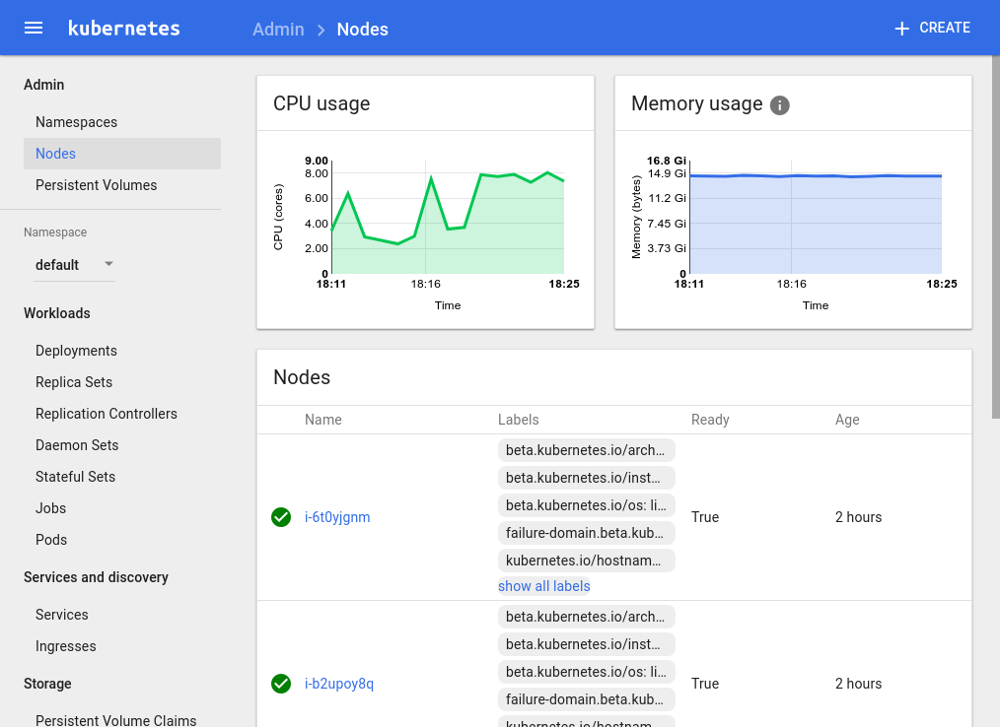 kubernetes
Admin > Nodes
+ CREATE
Admin
Namespaces
Nodes
Persistent Volumes
Namespace
default
Workloads
Deployments
Replica Sets
Replication Controllers
Daemon Sets
Stateful Sets
Jobs
Pods
Services and discovery
Services
Ingresses
Storage
Persistent Volume Claims
CPU usage
CPU (cores)
9.00
8.00
6.00
4.00
2.00
0
18:11 18:16 18:25
Time
Memory usage i
Memory (bytes)
16.8 Gi
14.9 Gi
11.2 Gi
7.45 Gi
3.73 Gi
0
18:11 18:16 18:25
Time
Nodes
Name Labels Ready Age
beta.kubernetes.io/arch…
beta.kubernetes.io/inst…
beta.kubernetes.io/os: li…
i-6t0yjgnm True 2 hours
failure-domain.beta.kub…
kubernetes.io/hostnam…
show all labels
beta.kubernetes.io/arch…
beta.kubernetes.io/inst…
beta.kubernetes.io/os: li…
i-b2upoy8q True 2 hours
failure-domain.beta.kub…
kubernetes.io/hostnam…